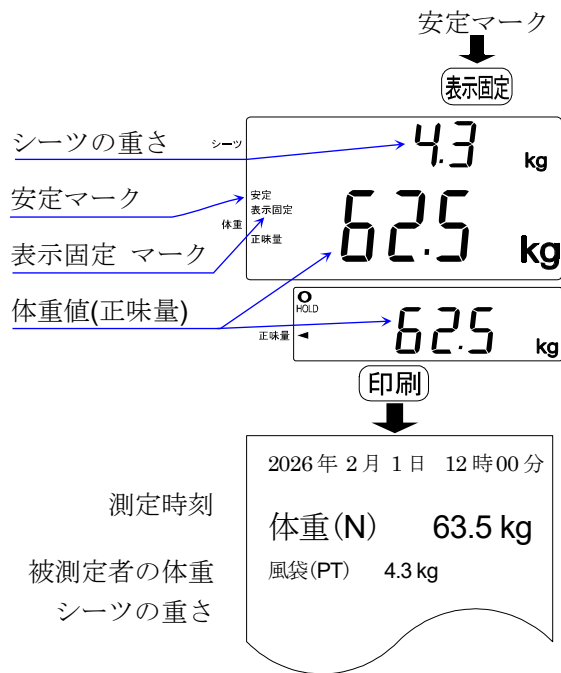 安定マーク
表示固定
シーツの重さ
シーツ 4.3 kg
安定マーク
安定
表示固定
体重 正味量
62.5 kg
表示固定 マーク
体重値(正味量)
HOLD
正味量 ◄ 62.5 kg
印刷
2026年 2月 1日 12時00分
測定時刻
体重(N) 63.5 kg
被測定者の体重
風袋(PT) 4.3 kg
シーツの重さ